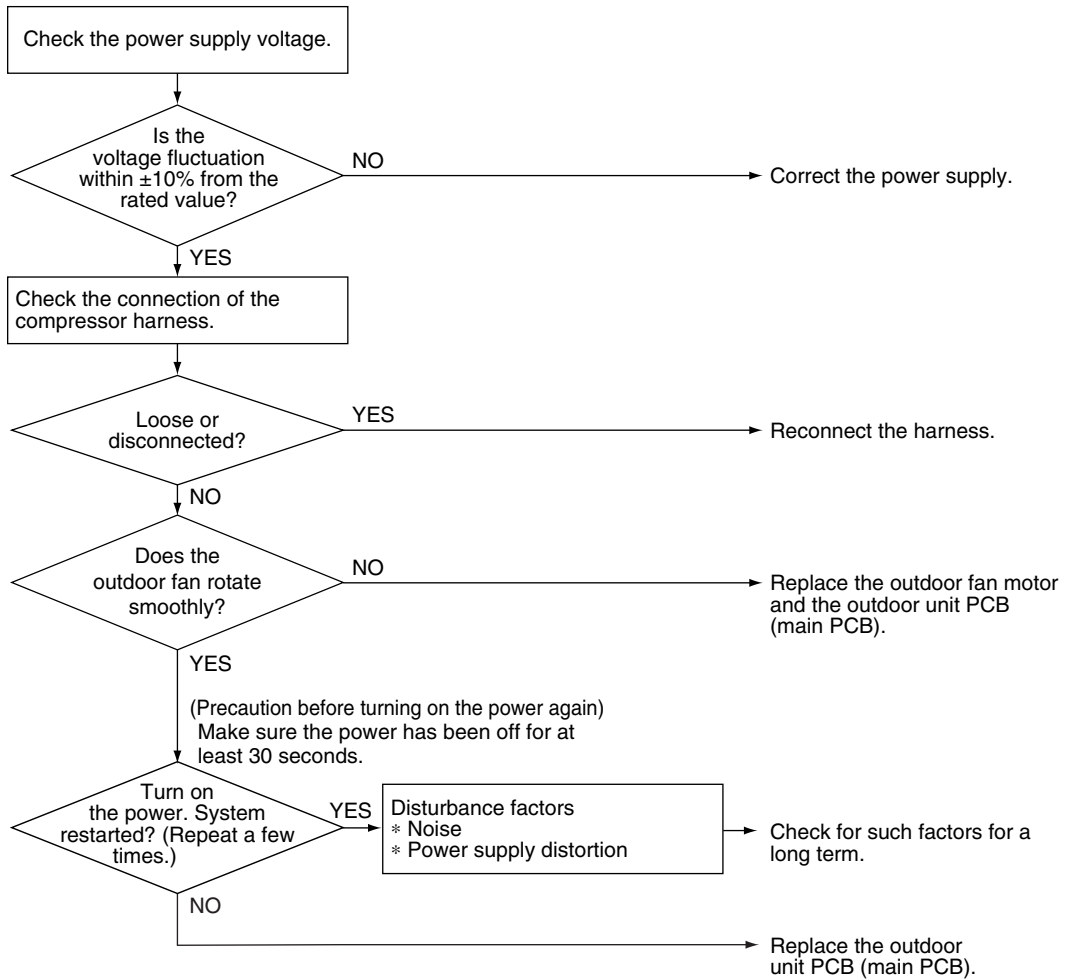 Check the power supply voltage.
Is the
voltage fluctuation
within ±10% from the
rated value?
NO
Correct the power supply.
YES
Check the connection of the
compressor harness.
Loose or
disconnected?
YES
Reconnect the harness.
NO
Does the
outdoor fan rotate
smoothly?
NO
Replace the outdoor fan motor
and the outdoor unit PCB
(main PCB).
YES
(Precaution before turning on the power again)
Make sure the power has been off for at
least 30 seconds.
Turn on
the power. System
restarted? (Repeat a few
times.)
YES
Disturbance factors
* Noise
* Power supply distortion
Check for such factors for a
long term.
NO
Replace the outdoor
unit PCB (main PCB).